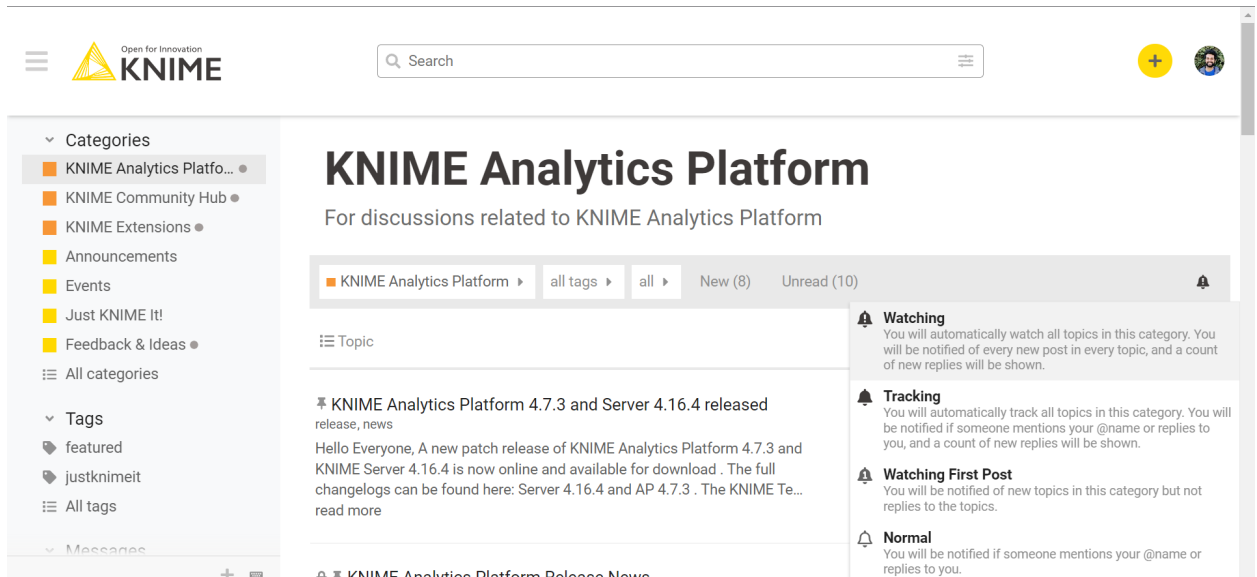 Open for Innovation
KNIME
Search
Categories
KNIME Analytics Platfo...
KNIME Community Hub
KNIME Extensions
Announcements
Events
Just KNIME It!
Feedback & Ideas
All categories
Tags
featured
justknimeit
All tags
Messages
KNIME Analytics Platform
For discussions related to KNIME Analytics Platform
KNIME Analytics Platform all tags all New (8) Unread (10)
Topic
KNIME Analytics Platform 4.7.3 and Server 4.16.4 released
release, news
Hello Everyone, A new patch release of KNIME Analytics Platform 4.7.3 and
KNIME Server 4.16.4 is now online and available for download . The full
changelogs can be found here: Server 4.16.4 and AP 4.7.3 . The KNIME Te...
read more
KNIME Analytics Platform Release News
Watching
You will automatically watch all topics in this category. You
will be notified of every new post in every topic, and a count
of new replies will be shown.
Tracking
You will automatically track all topics in this category. You will
be notified if someone mentions your @name or replies to
you, and a count of new replies will be shown.
Watching First Post
You will be notified of new topics in this category but not
replies to the topics.
Normal
You will be notified if someone mentions your @name or
replies to you.